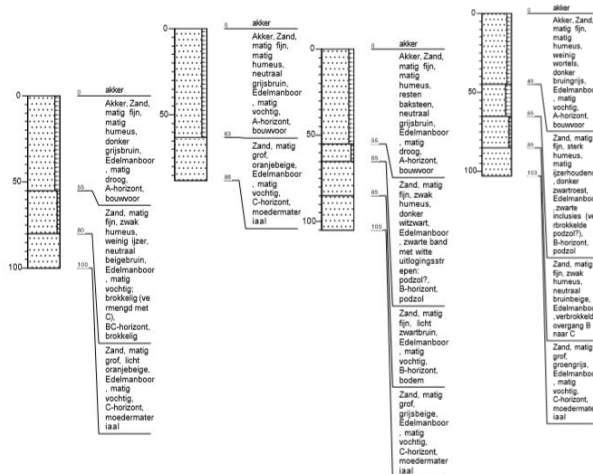 0
50
100
0
akker
Akker, Zand,
matig fijn,
matig
humeus,
donker
grijsbruin,
Edelmanboor
, matig
droog,
A-horizont,
bouwvoor
55
Zand, matig
fijn, zwak
humeus,
weinig ijzer,
neutraal
beigebruin,
Edelmanboor
, matig
vochtig;
brokkelig (ve
rmengd met
C),
BC-horizont,
brokkelig
80
100
Zand, matig
grof, licht
oranjebeige,
Edelmanboor
, matig
vochtig,
C-horizont,
moedermater
iaal
0
50
0
akker
Akker, Zand,
matig fijn,
matig
humeus,
neutraal
grijsbruin,
Edelmanboor
, matig
vochtig,
A-horizont,
bouwvoor
63
Zand, matig
grof,
oranjebeige,
Edelmanboor
, matig
vochtig,
C-horizont,
moedermater
iaal
0
50
100
0
akker
Akker, Zand,
matig fijn,
matig
humeus,
resten
baksteen,
neutraal
grijsbruin,
Edelmanboor
, matig
droog,
A-horizont,
bouwvoor
55
Zand, matig
fijn, zwak
humeus,
donker
witzwart,
Edelmanboor
, zwarte band
met witte
uitlogingsstr
epen:
podzol?,
B-horizont,
podzol
65
85
Zand, matig
fijn, licht
zwartbruin,
Edelmanboor
, matig
vochtig,
B-horizont,
bodem
105
Zand, matig
grof,
grijsbeige,
Edelmanboor
, matig
vochtig,
C-horizont,
moedermater
iaal
0
50
100
0
akker
Akker, Zand,
matig fijn,
matig
humeus,
weinig
wortels,
donker
bruingrijs,
Edelmanboor
, matig
vochtig,
A-horizont,
bouwvoor
45
Zand, matig
fijn, sterk
humeus,
matig
ijzerhoudend
, donker
zwartroest,
Edelmanboor
, zwarte
inclusies (ve
rbrokkelde
podzol?),
B-horizont,
podzol
65
Zand, matig
fijn, zwak
humeus,
neutraal
bruinbeige,
Edelmanboor
, verbrokkelde
overgang B
naar C
103
Zand, matig
grof,
groengrijs,
Edelmanboor
, matig
vochtig,
C-horizont,
moedermater
iaal